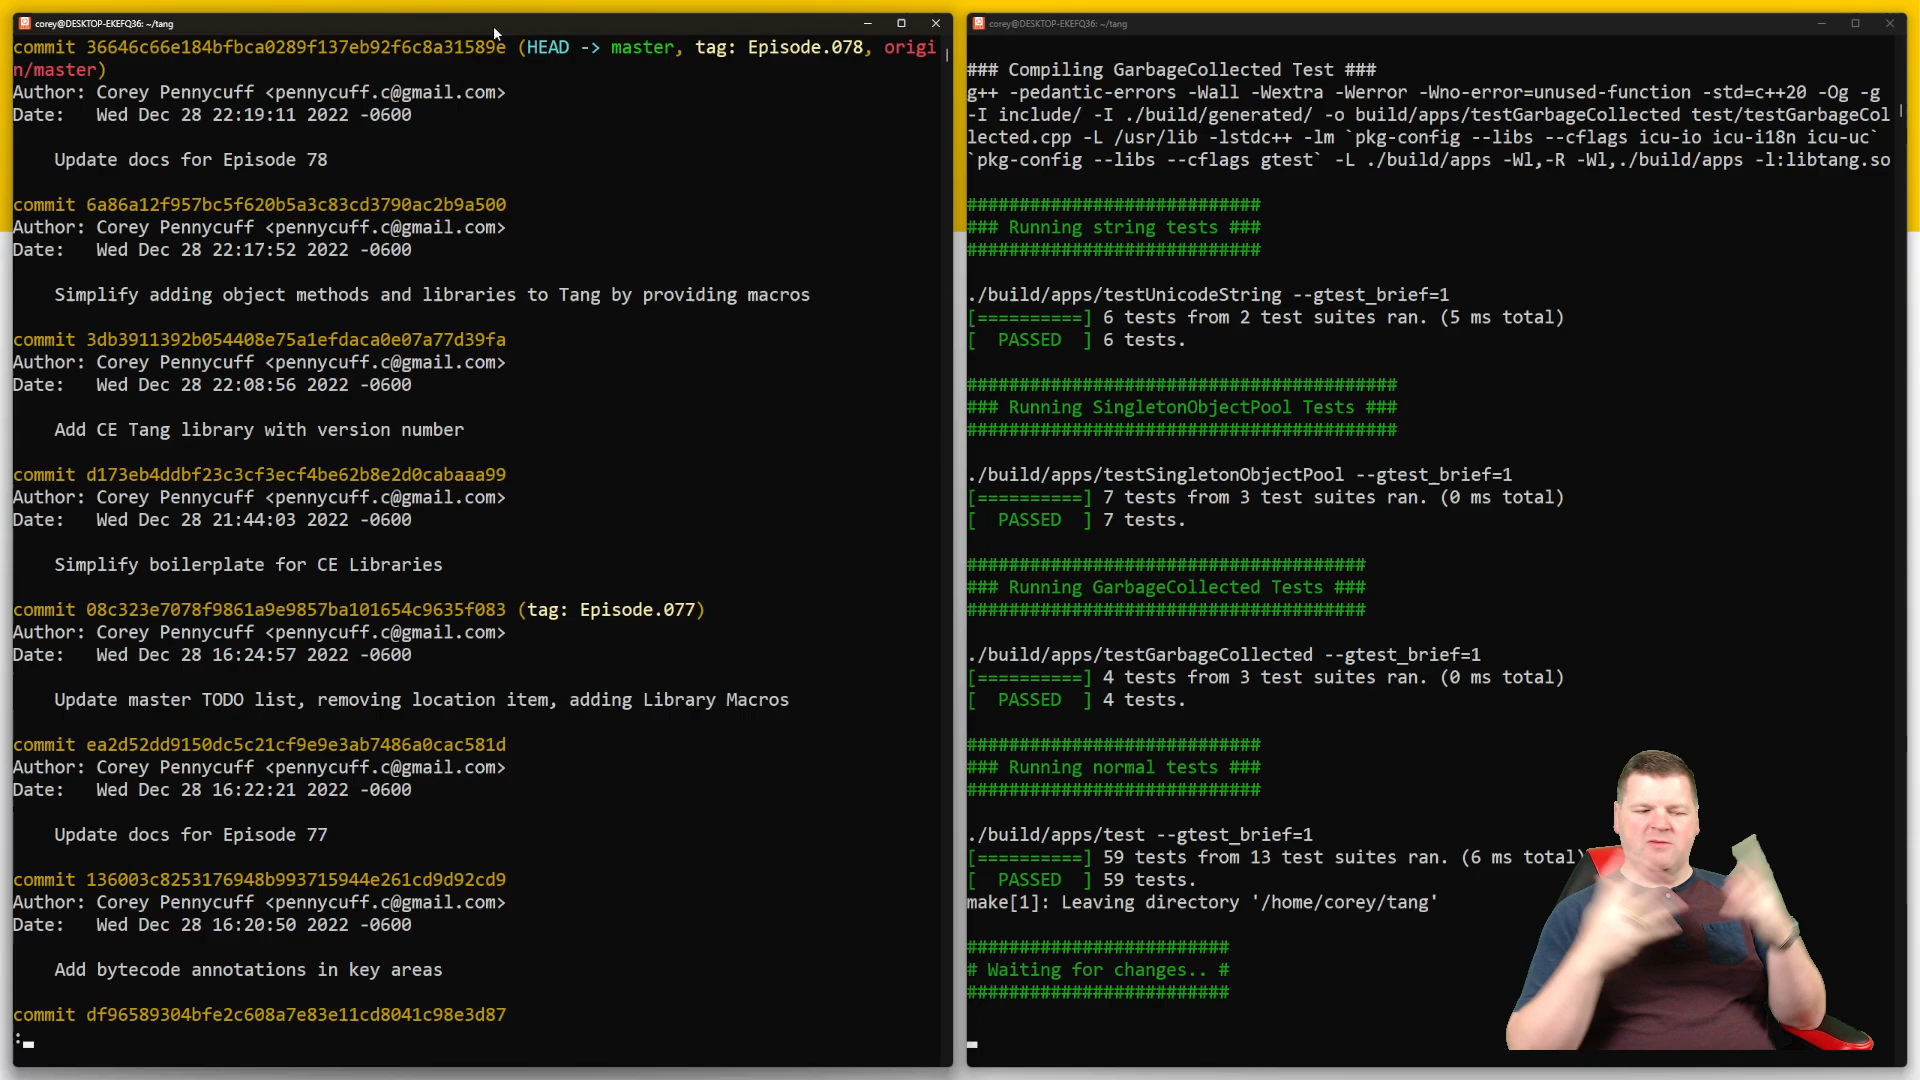 corey@DESKTOP-EKEFQ36: ~/tang
commit 36646c66e184bfbca0289f137eb92f6c8a31589e (HEAD -> master, tag: Episode.078, origi
n/master)
Author: Corey Pennycuff <pennycuff.c@gmail.com>
Date:   Wed Dec 28 22:19:11 2022 -0600
Update docs for Episode 78
commit 6a86a12f957bc5f620b5a3c83cd3790ac2b9a500
Author: Corey Pennycuff <pennycuff.c@gmail.com>
Date:   Wed Dec 28 22:17:52 2022 -0600
Simplify adding object methods and libraries to Tang by providing macros
commit 3db3911392b054408e75a1efdaca0e07a77d39fa
Author: Corey Pennycuff <pennycuff.c@gmail.com>
Date:   Wed Dec 28 22:08:56 2022 -0600
Add CE Tang library with version number
commit d173eb4ddbf23c3cf3ecf4be62b8e2d0cabaaa99
Author: Corey Pennycuff <pennycuff.c@gmail.com>
Date:   Wed Dec 28 21:44:03 2022 -0600
Simplify boilerplate for CE Libraries
commit 08c323e7078f9861a9e9857ba101654c9635f083 (tag: Episode.077)
Author: Corey Pennycuff <pennycuff.c@gmail.com>
Date:   Wed Dec 28 16:24:57 2022 -0600
Update master TODO list, removing location item, adding Library Macros
commit ea2d52dd9150dc5c21cf9e9e3ab7486a0cac581d
Author: Corey Pennycuff <pennycuff.c@gmail.com>
Date:   Wed Dec 28 16:22:21 2022 -0600
Update docs for Episode 77
commit 136003c8253176948b993715944e261cd9d92cd9
Author: Corey Pennycuff <pennycuff.c@gmail.com>
Date:   Wed Dec 28 16:20:50 2022 -0600
Add bytecode annotations in key areas
commit df96589304bfe2c608a7e83e11cd8041c98e3d87
:
corey@DESKTOP-EKEFQ36: ~/tang
### Compiling GarbageCollected Test ###
g++ -pedantic-errors -Wall -Wextra -Werror -Wno-error=unused-function -std=c++20 -Og -g
-I include/ -I ./build/generated/ -o build/apps/testGarbageCollected test/testGarbageCol
lected.cpp -L /usr/lib -lstdc++ -lm `pkg-config --libs --cflags icu-io icu-i18n icu-uc`
`pkg-config --libs --cflags gtest` -L ./build/apps -Wl,-R -Wl,./build/apps -l:libtang.so
############################
### Running string tests ###
############################
./build/apps/testUnicodeString --gtest_brief=1
[==========] 6 tests from 2 test suites ran. (5 ms total)
[  PASSED  ] 6 tests.
#########################################
### Running SingletonObjectPool Tests ###
#########################################
./build/apps/testSingletonObjectPool --gtest_brief=1
[==========] 7 tests from 3 test suites ran. (0 ms total)
[  PASSED  ] 7 tests.
######################################
### Running GarbageCollected Tests ###
######################################
./build/apps/testGarbageCollected --gtest_brief=1
[==========] 4 tests from 3 test suites ran. (0 ms total)
[  PASSED  ] 4 tests.
############################
### Running normal tests ###
############################
./build/apps/test --gtest_brief=1
[==========] 59 tests from 13 test suites ran. (6 ms total)
[  PASSED  ] 59 tests.
make[1]: Leaving directory '/home/corey/tang'
#########################
# Waiting for changes.. #
#########################